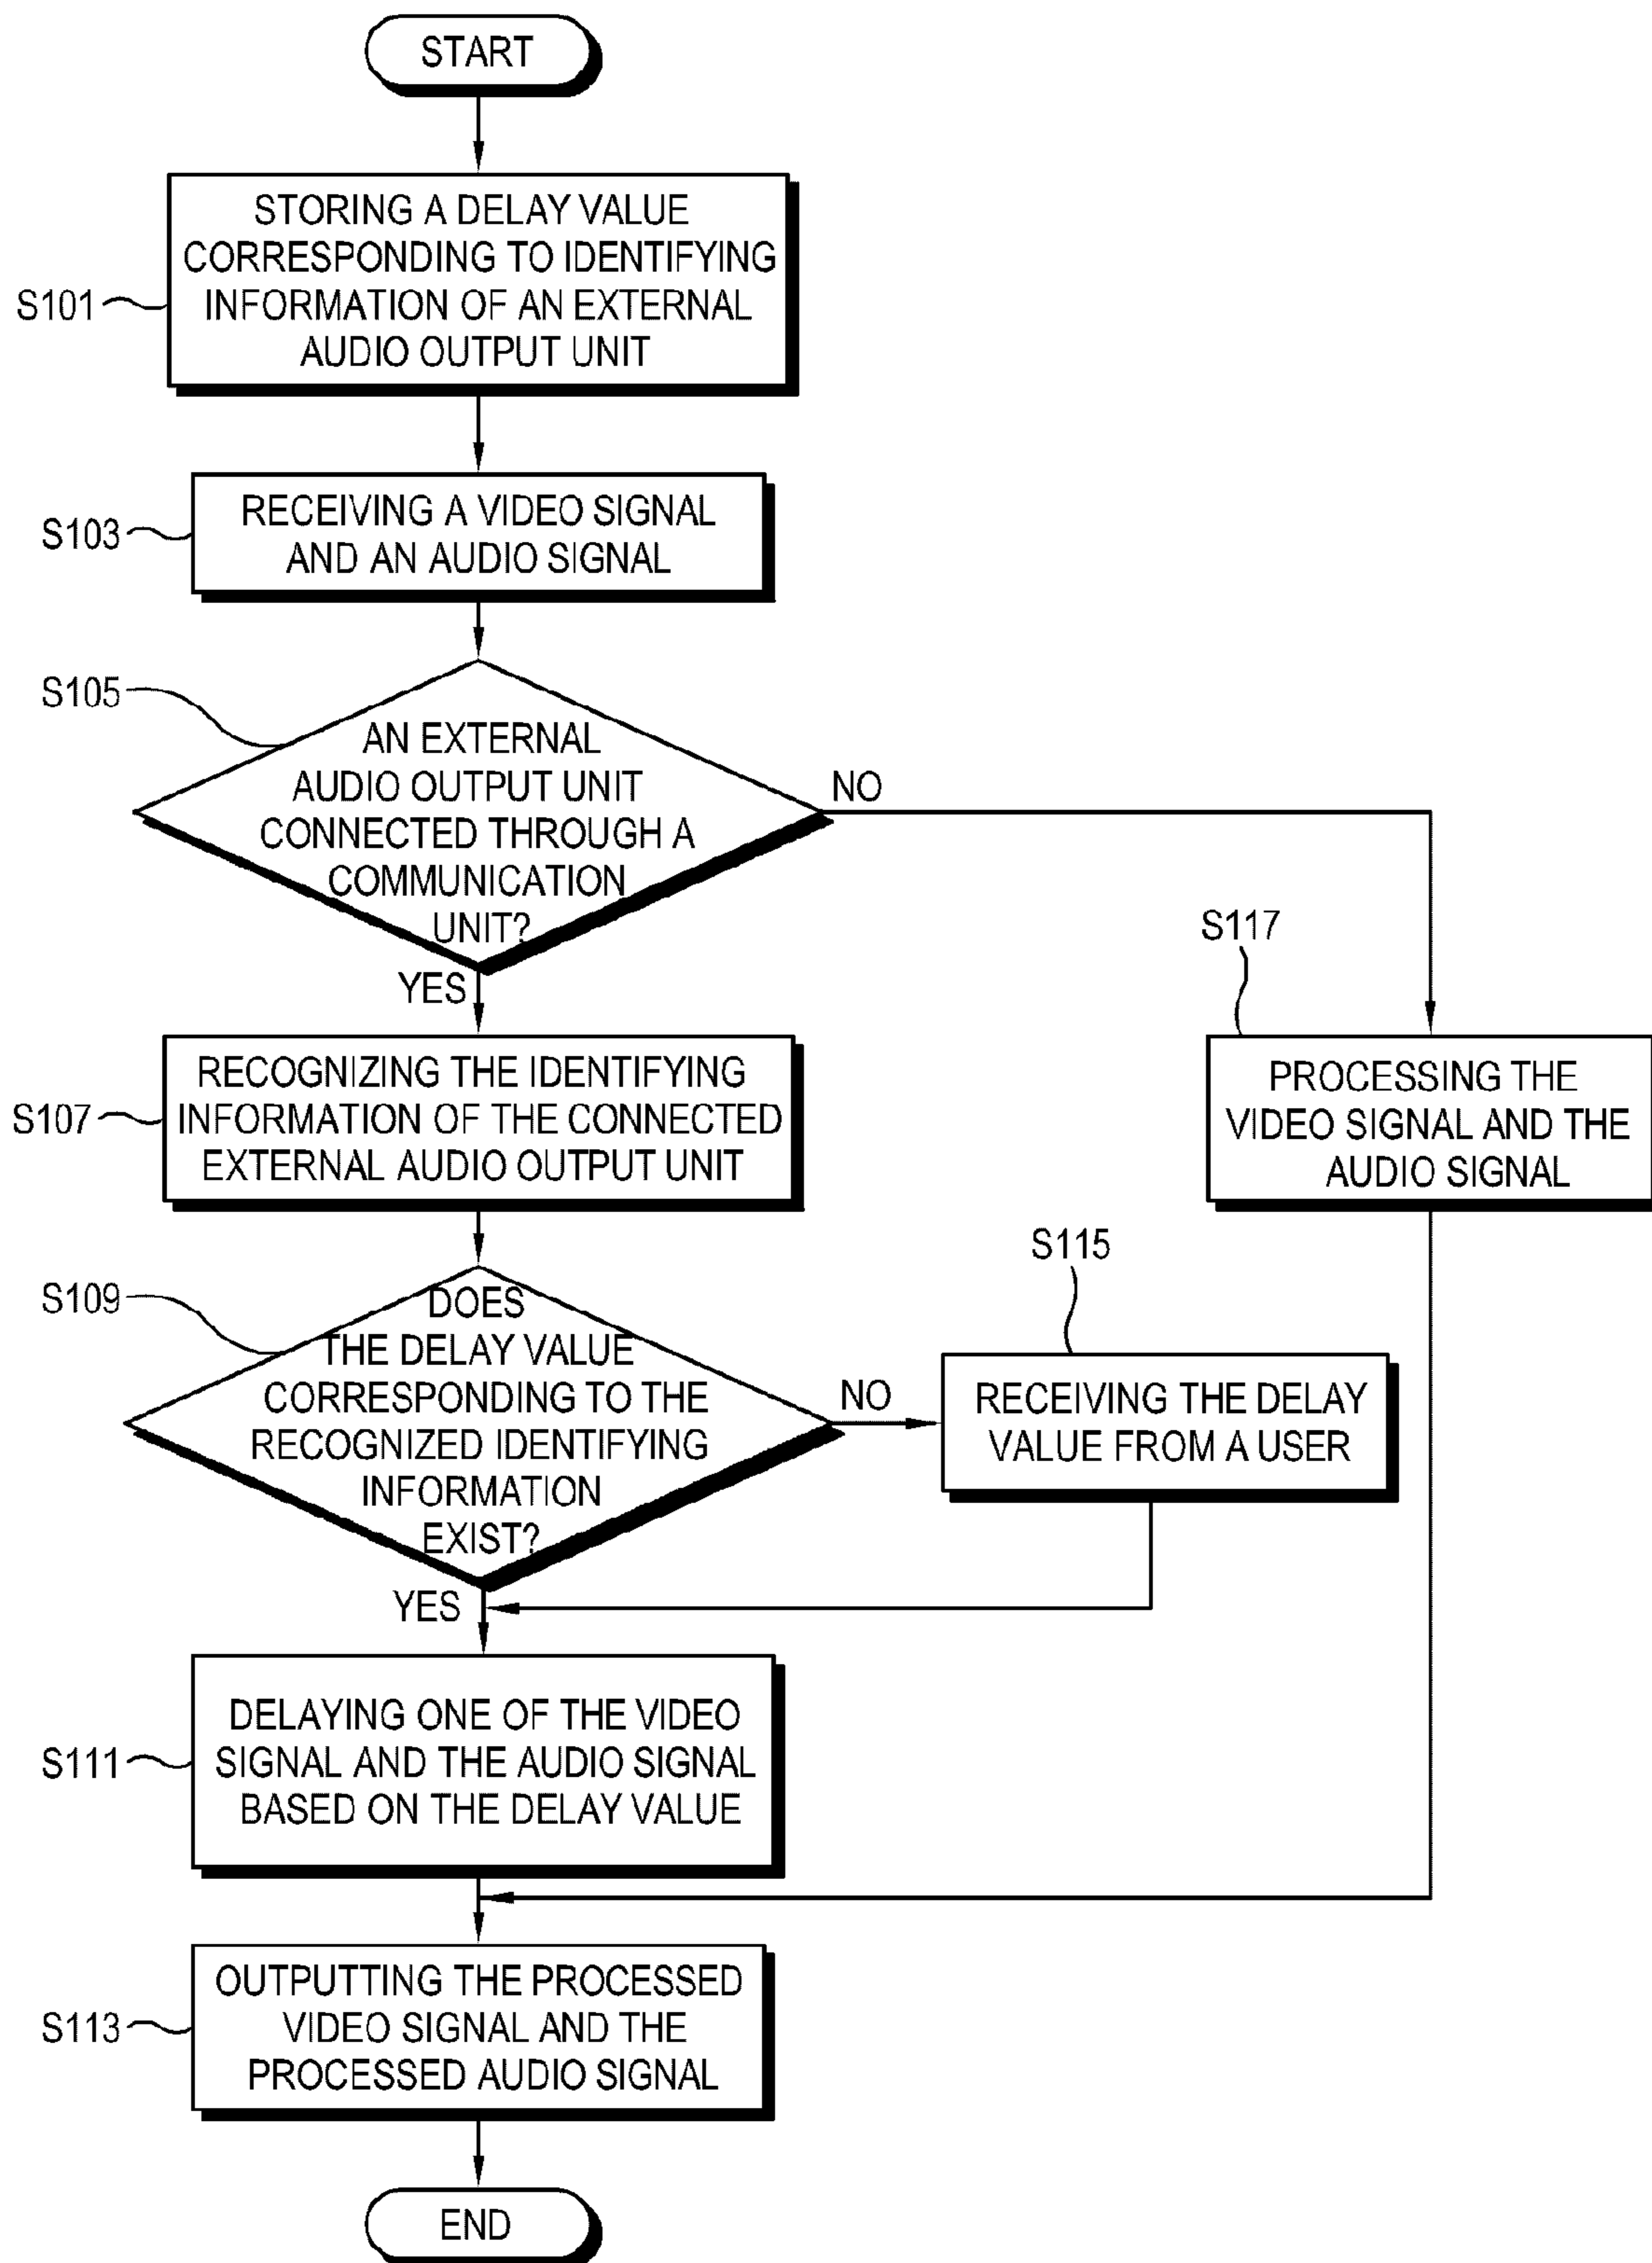 START
STORING A DELAY VALUE
CORRESPONDING TO IDENTIFYING
INFORMATION OF AN EXTERNAL
AUDIO OUTPUT UNIT
S101
RECEIVING A VIDEO SIGNAL
AND AN AUDIO SIGNAL
S103
S105
AN EXTERNAL
AUDIO OUTPUT UNIT
CONNECTED THROUGH A
COMMUNICATION
UNIT?
NO
YES
S117
PROCESSING THE
VIDEO SIGNAL AND THE
AUDIO SIGNAL
RECOGNIZING THE IDENTIFYING
INFORMATION OF THE CONNECTED
EXTERNAL AUDIO OUTPUT UNIT
S107
S109
DOES
THE DELAY VALUE
CORRESPONDING TO THE
RECOGNIZED IDENTIFYING
INFORMATION
EXIST?
NO
YES
S115
RECEIVING THE DELAY
VALUE FROM A USER
DELAYING ONE OF THE VIDEO
SIGNAL AND THE AUDIO SIGNAL
BASED ON THE DELAY VALUE
S111
OUTPUTTING THE PROCESSED
VIDEO SIGNAL AND THE
PROCESSED AUDIO SIGNAL
S113
END